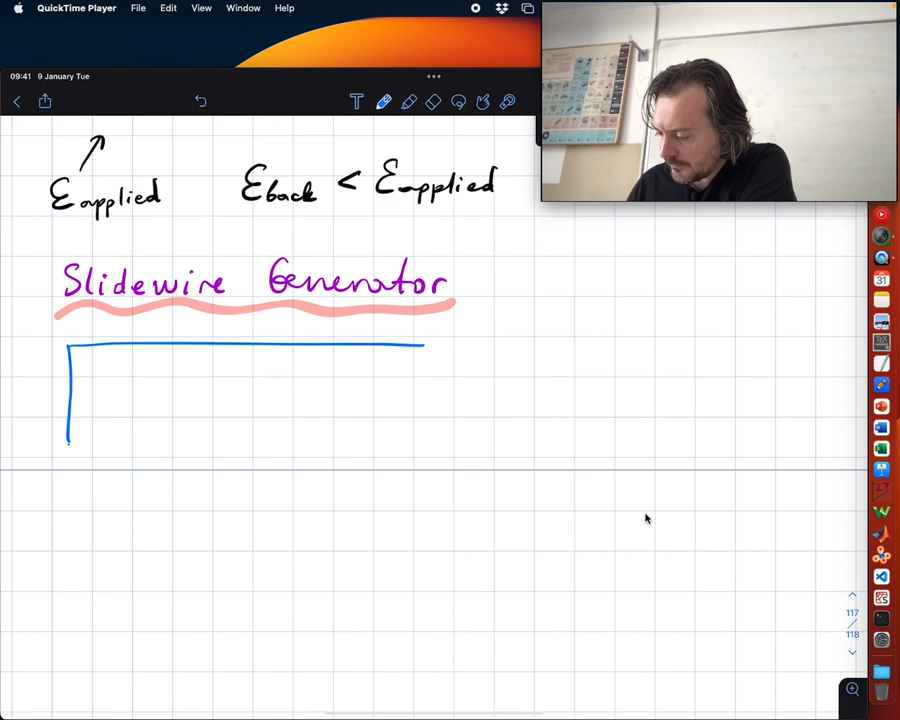 QuickTime Player File Edit View Window Help
09:41 9 January Tue
T
ℰapplied ℰback < ℰapplied
Slidewire Generator
31
117
/
118